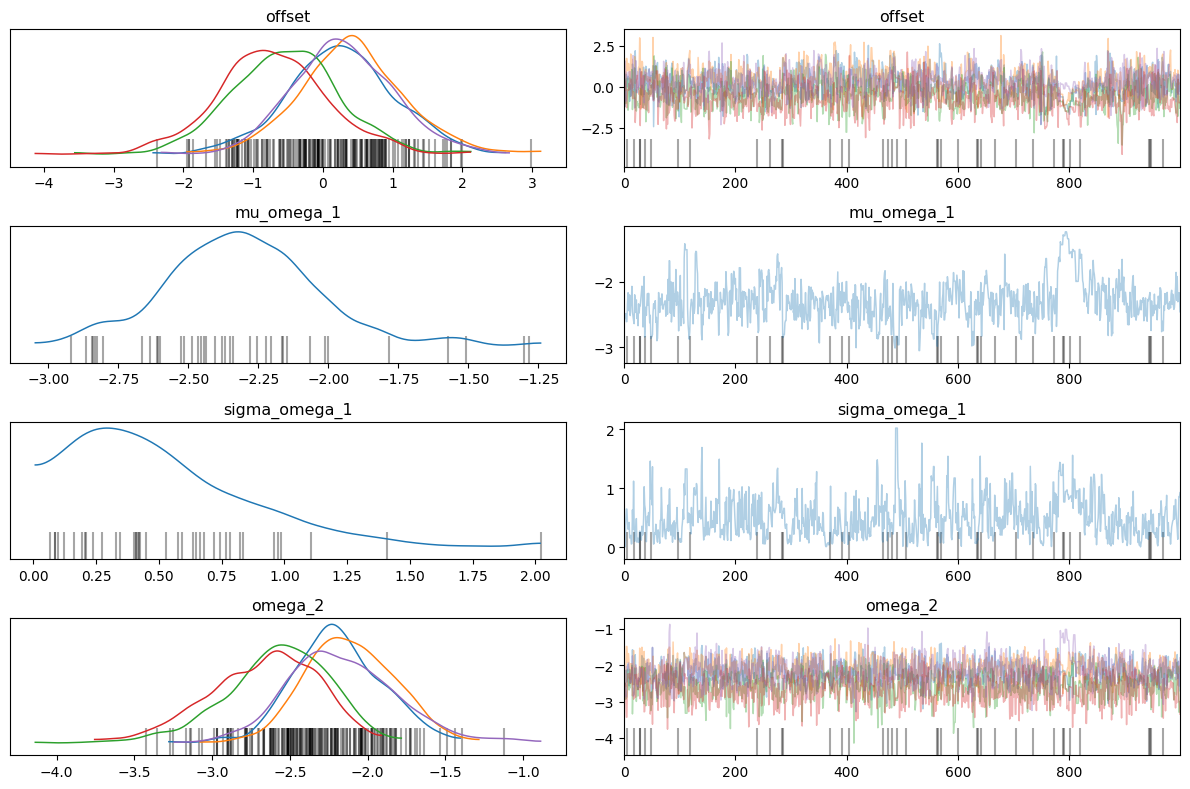 offset
offset
2.5
0.0
−2.5
−4 −3 −2 −1 0 1 2 3
0 200 400 600 800
mu_omega_1
mu_omega_1
−2
−3
−3.00 −2.75 −2.50 −2.25 −2.00 −1.75 −1.50 −1.25
0 200 400 600 800
sigma_omega_1
sigma_omega_1
2
1
0
0.00 0.25 0.50 0.75 1.00 1.25 1.50 1.75 2.00
0 200 400 600 800
omega_2
omega_2
−1
−2
−3
−4
−4.0 −3.5 −3.0 −2.5 −2.0 −1.5 −1.0
0 200 400 600 800